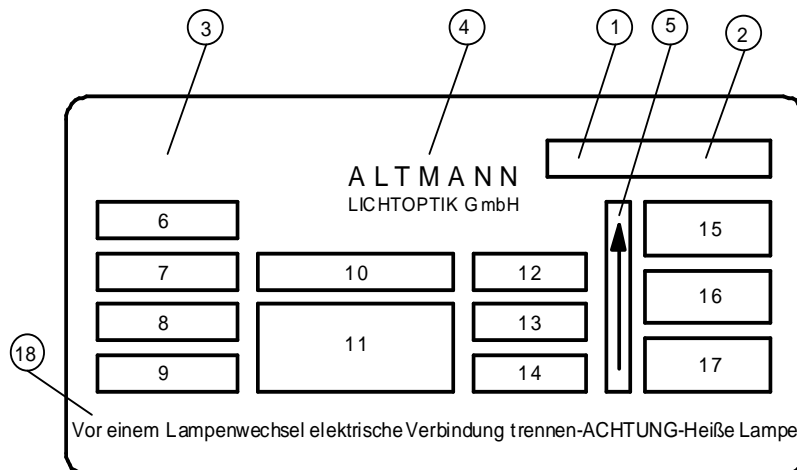 3 4 1 5 2
ALTMANN
LICHTOPTIK GmbH
6 15
7 10 12
16
8 11 13
9 14 17
18
Vor einem Lampenwechsel elektrische Verbindung trennen-ACHTUNG-Heiße Lampe